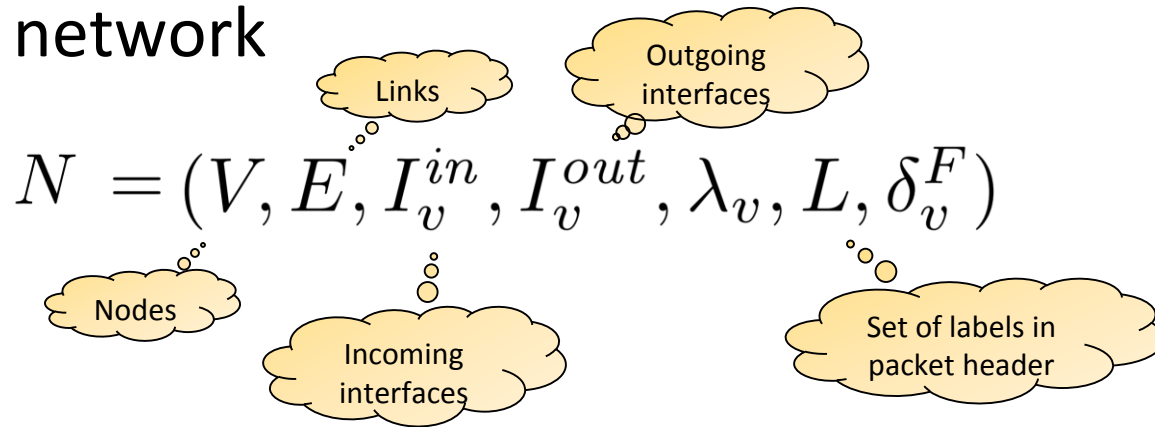 network
Links
Outgoing
interfaces
N = (V, E, I_v^{in}, I_v^{out}, λ_v, L, δ_v^F)
Nodes
Incoming
interfaces
Set of labels in
packet header